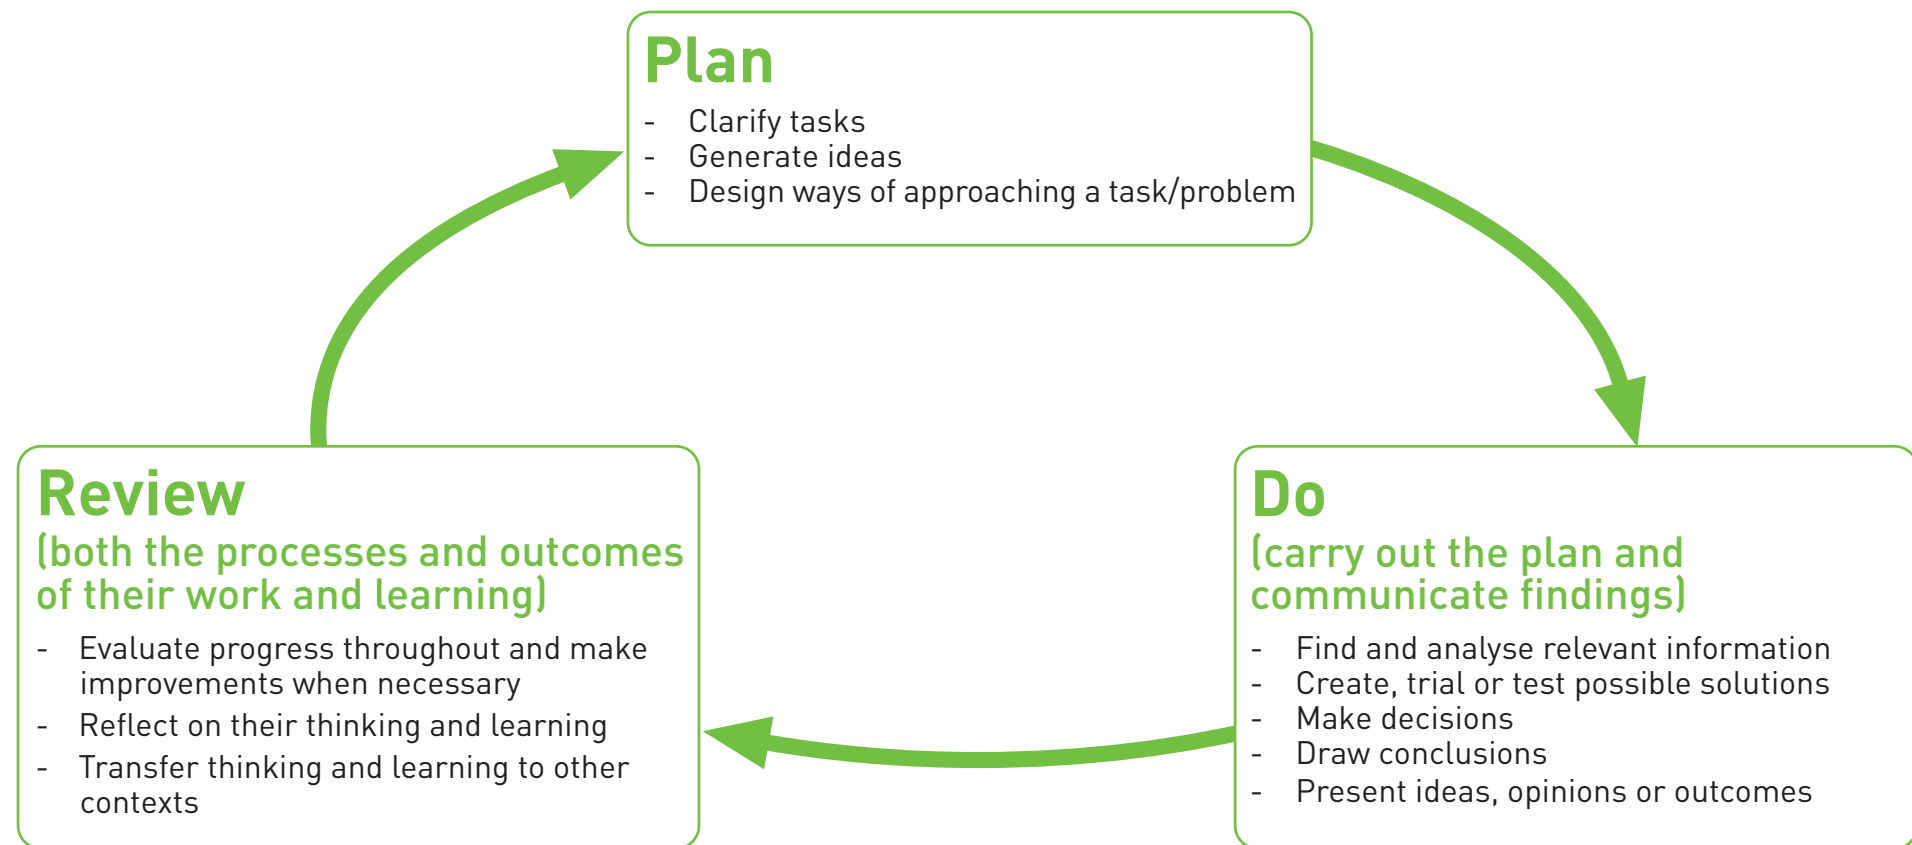 Plan
- Clarify tasks
- Generate ideas
- Design ways of approaching a task/problem
Review
(both the processes and outcomes
of their work and learning)
- Evaluate progress throughout and make
improvements when necessary
- Reflect on their thinking and learning
- Transfer thinking and learning to other
contexts
Do
(carry out the plan and
communicate findings)
- Find and analyse relevant information
- Create, trial or test possible solutions
- Make decisions
- Draw conclusions
- Present ideas, opinions or outcomes